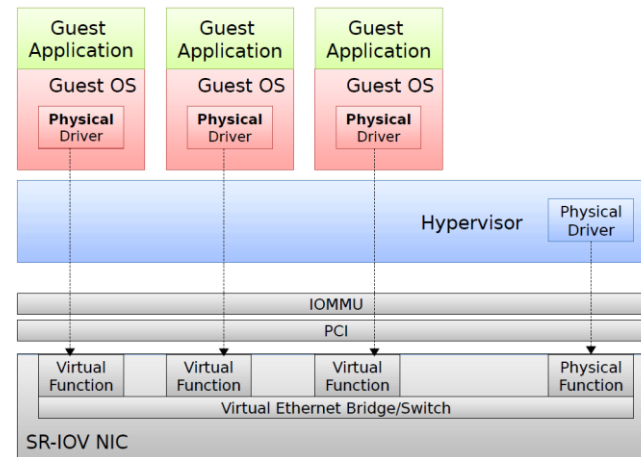 Guest
Application
Guest
Application
Guest
Application
Guest OS
Guest OS
Guest OS
Physical
Driver
Physical
Driver
Physical
Driver
Hypervisor
Physical
Driver
IOMMU
PCI
Virtual
Function
Virtual
Function
Virtual
Function
Physical
Function
Virtual Ethernet Bridge/Switch
SR-IOV NIC